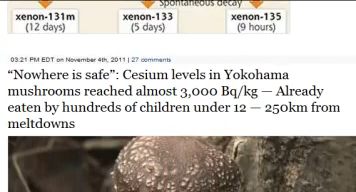 Spontaneous decay
xenon-131m xenon-133 xenon-135
(12 days) (5 days) (9 hours)
03:21 PM EDT on November 4th, 2011 | 27 comments
“Nowhere is safe”: Cesium levels in Yokohama
mushrooms reached almost 3,000 Bq/kg — Already
eaten by hundreds of children under 12 — 250km from
meltdowns